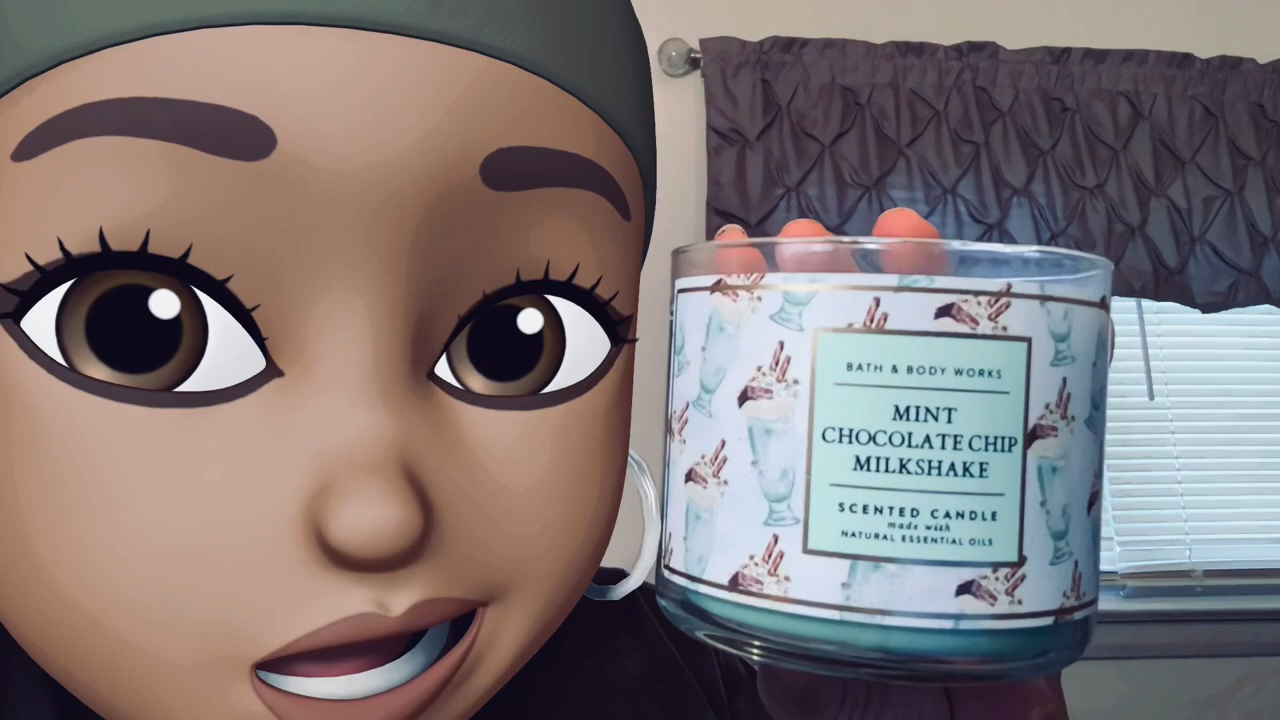 BATH & BODY WORKS
MINT
CHOCOLATE CHIP
MILKSHAKE
SCENTED CANDLE
made with
NATURAL ESSENTIAL OILS